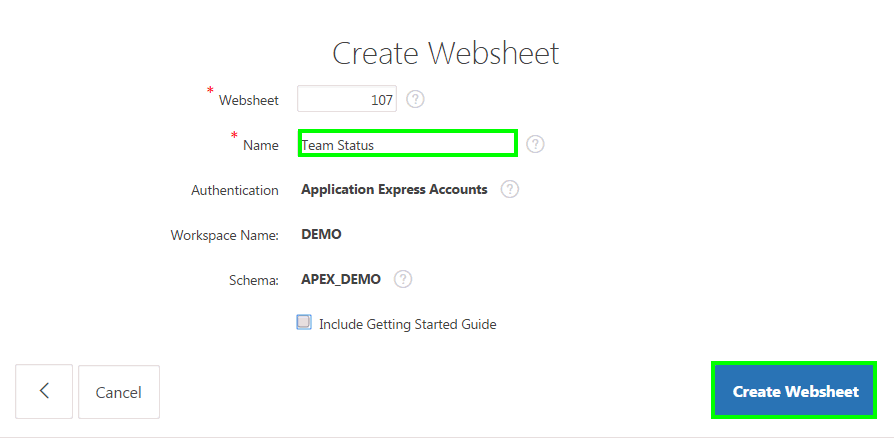 Create Websheet
* Websheet 107 ?
* Name Team Status ?
Authentication Application Express Accounts ?
Workspace Name: DEMO
Schema: APEX_DEMO ?
Include Getting Started Guide
< Cancel Create Websheet